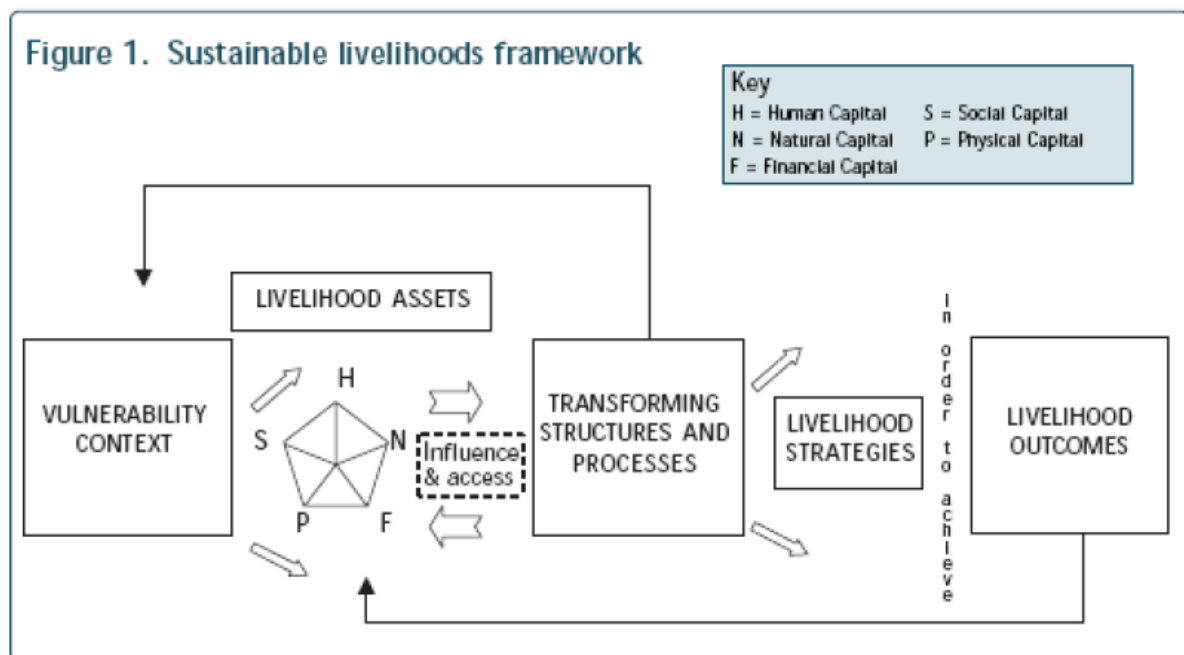 Figure 1. Sustainable livelihoods framework
Key
H = Human Capital S = Social Capital
N = Natural Capital P = Physical Capital
F = Financial Capital
LIVELIHOOD ASSETS
VULNERABILITY
CONTEXT
H
S
N
P
F
Influence
& access
TRANSFORMING
STRUCTURES AND
PROCESSES
LIVELIHOOD
STRATEGIES
In order to achieve
LIVELIHOOD
OUTCOMES